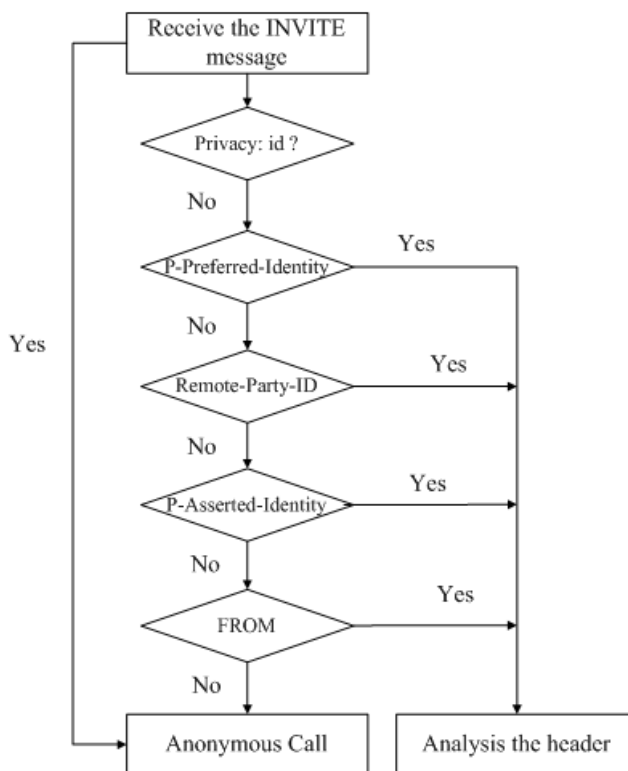 Receive the INVITE
message
Privacy: id ?
No
Yes
P-Preferred-Identity
No
Yes
Yes
Remote-Party-ID
No
Yes
P-Asserted-Identity
No
Yes
FROM
No
Anonymous Call
Analysis the header